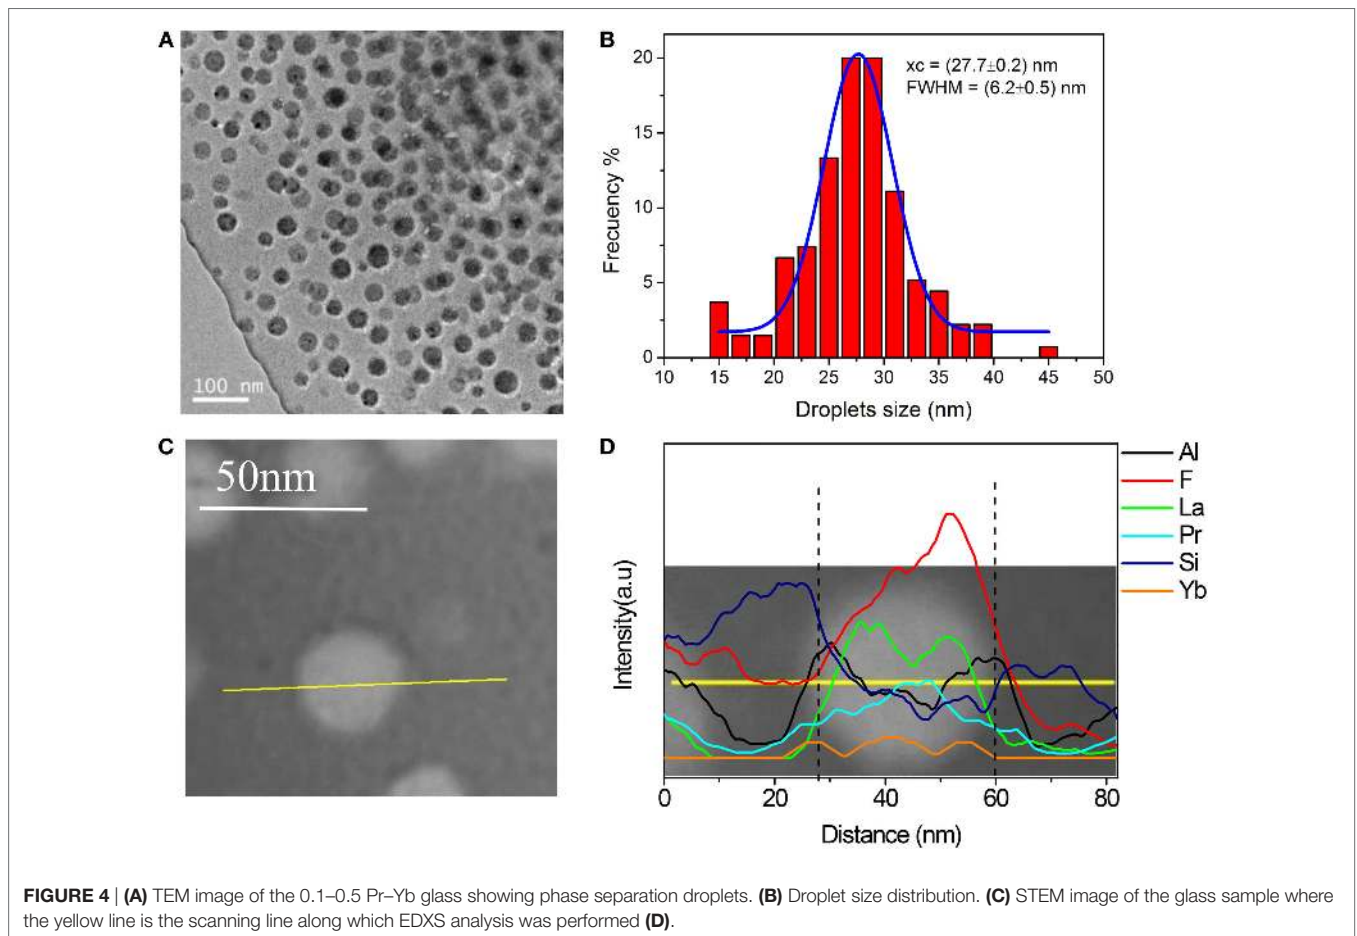 A
100 nm
B
Frecuency %
20
15
10
5
0
xc = (27.7±0.2) nm
FWHM = (6.2±0.5) nm
10 15 20 25 30 35 40 45 50
Droplets size (nm)
C
50nm
D
Intensity(a.u)
Al
F
La
Pr
Si
Yb
0 20 40 60 80
Distance (nm)
FIGURE 4 | (A) TEM image of the 0.1–0.5 Pr–Yb glass showing phase separation droplets. (B) Droplet size distribution. (C) STEM image of the glass sample where
the yellow line is the scanning line along which EDXS analysis was performed (D).